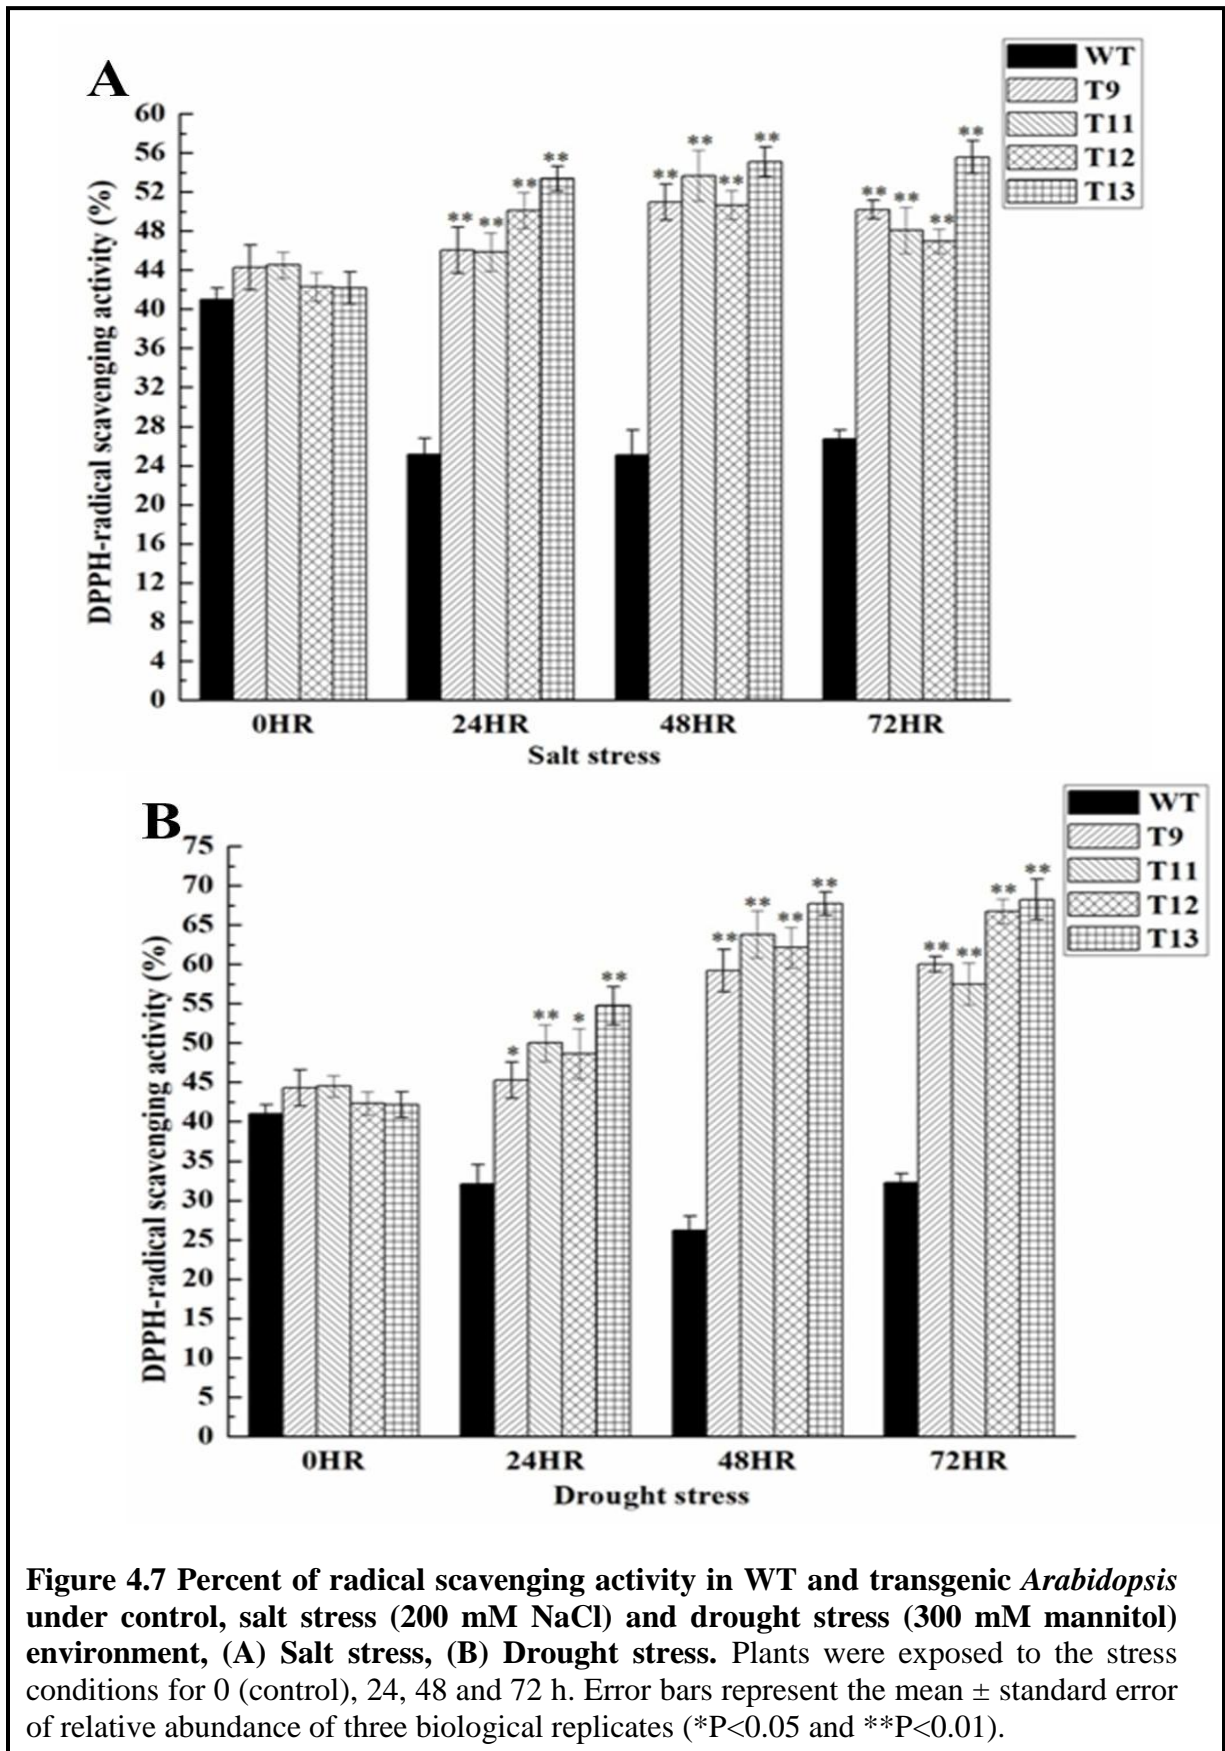 A
WT
T9
T11
T12
T13
60
56
52
48
44
40
36
32
28
24
20
16
12
8
4
0
DPPH-radical scavenging activity (%)
** ** ** **
** ** ** **
** ** ** **
0HR 24HR 48HR 72HR
Salt stress
B
WT
T9
T11
T12
T13
75
70
65
60
55
50
45
40
35
30
25
20
15
10
5
0
DPPH-radical scavenging activity (%)
* ** * **
** ** ** **
** ** ** **
0HR 24HR 48HR 72HR
Drought stress
Figure 4.7 Percent of radical scavenging activity in WT and transgenic Arabidopsis
under control, salt stress (200 mM NaCl) and drought stress (300 mM mannitol)
environment, (A) Salt stress, (B) Drought stress. Plants were exposed to the stress
conditions for 0 (control), 24, 48 and 72 h. Error bars represent the mean ± standard error
of relative abundance of three biological replicates (*P<0.05 and **P<0.01).